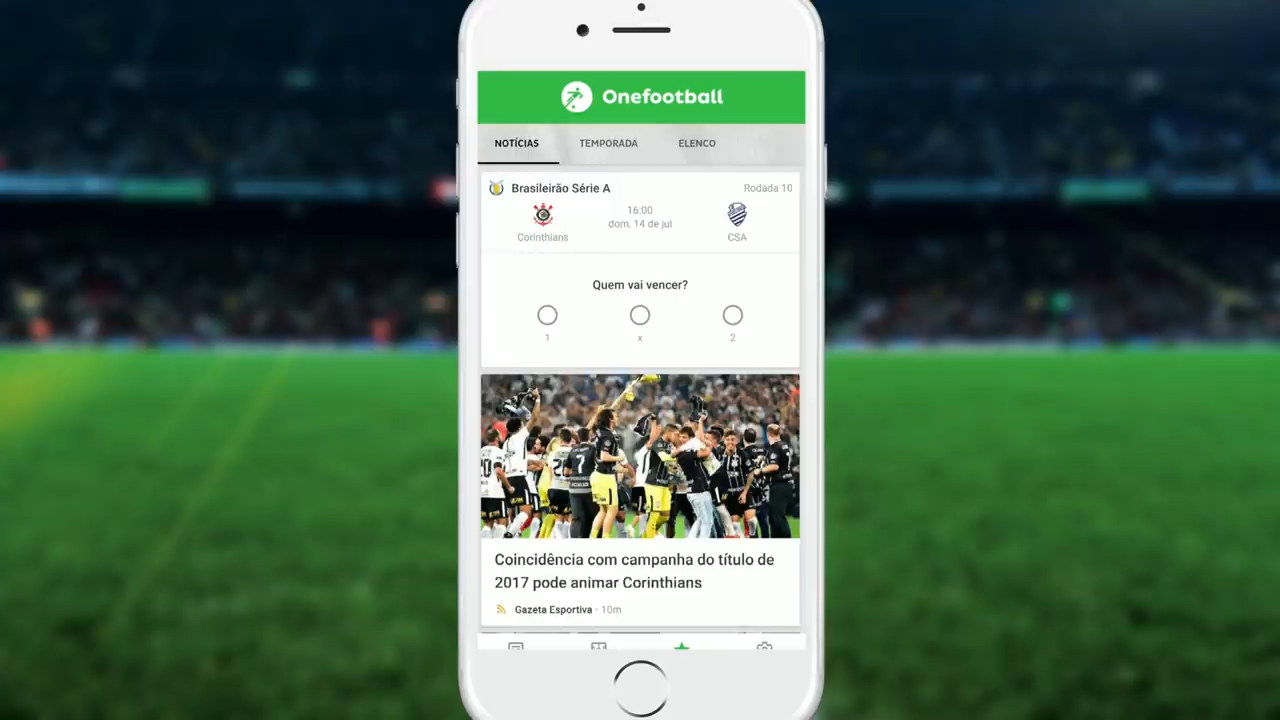 Onefootball
NOTÍCIAS TEMPORADA ELENCO
Brasileirão Série A Rodada 10
16:00
dom, 14 de jul
Corinthians CSA
Quem vai vencer?
1 x 2
Coincidência com campanha do título de
2017 pode animar Corinthians
Gazeta Esportiva · 10m